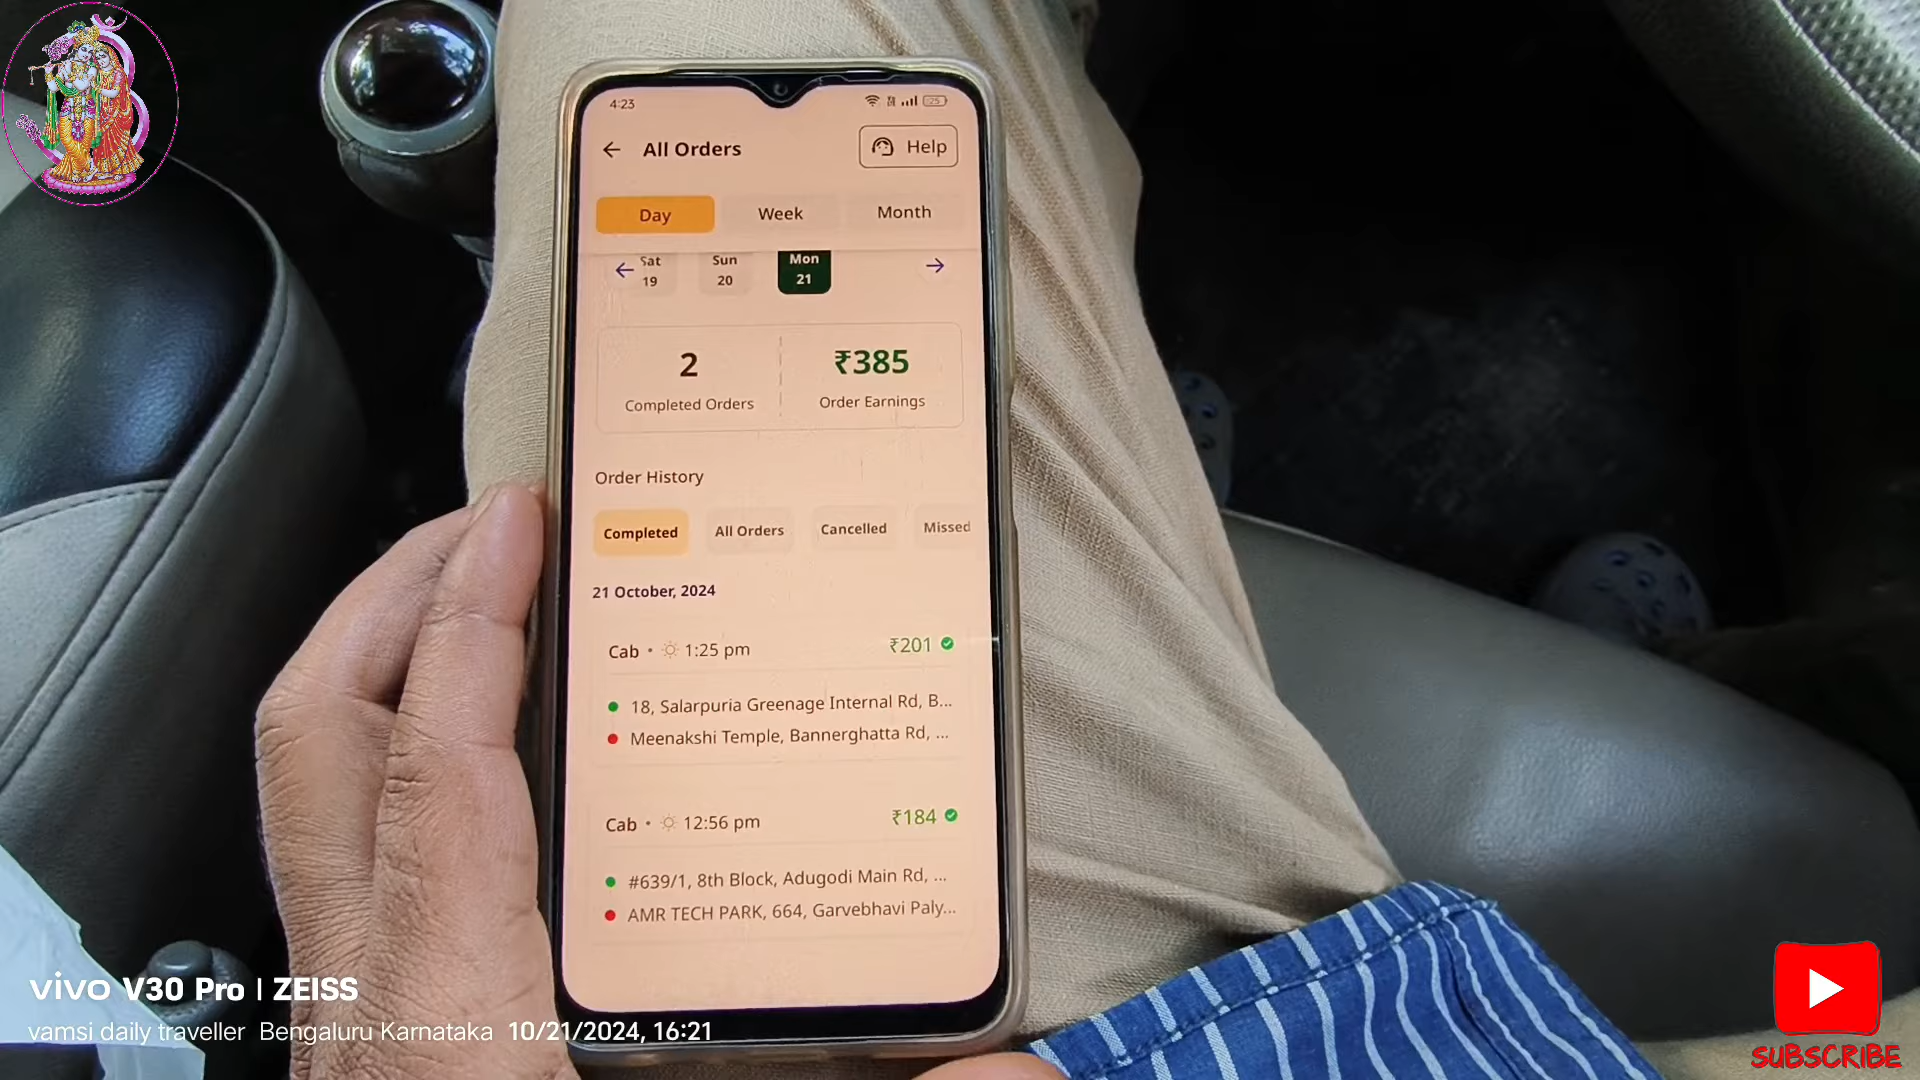 4:23
All Orders
Help
Day Week Month
Sat Sun Mon
19 20 21
2 ₹385
Completed Orders Order Earnings
Order History
Completed All Orders Cancelled Missed
21 October, 2024
Cab • 1:25 pm ₹201
18, Salarpuria Greenage Internal Rd, B...
Meenakshi Temple, Bannerghatta Rd, ...
Cab • 12:56 pm ₹184
#639/1, 8th Block, Adugodi Main Rd, ...
AMR TECH PARK, 664, Garvebhavi Paly...
vivo V30 Pro | ZEISS
vamsi daily traveller Bengaluru Karnataka 10/21/2024, 16:21
SUBSCRIBE